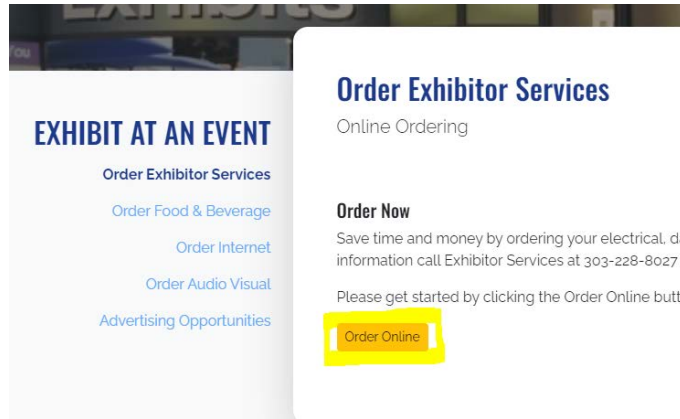 EXHIBITS
you
EXHIBIT AT AN EVENT
Order Exhibitor Services
Order Food & Beverage
Order Internet
Order Audio Visual
Advertising Opportunities
Order Exhibitor Services
Online Ordering
Order Now
Save time and money by ordering your electrical,
information call Exhibitor Services at 303-228-8027
Please get started by clicking the Order Online
Order Online